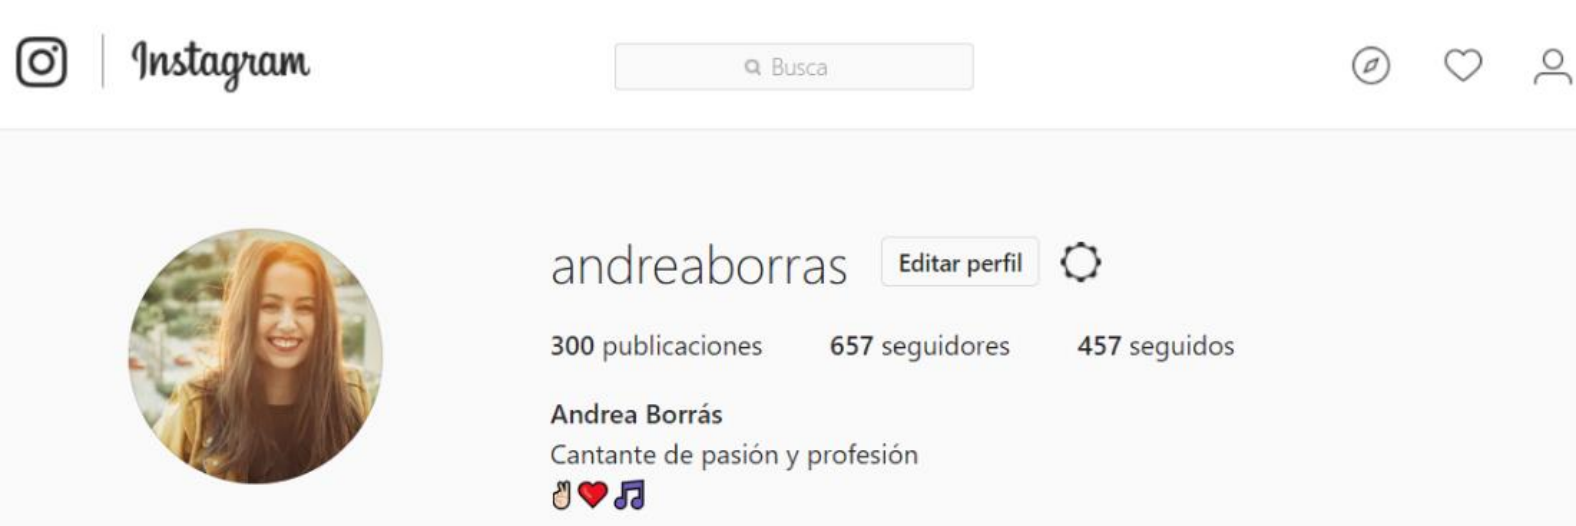 Instagram
Busca
andreaborras Editar perfil
300 publicaciones 657 seguidores 457 seguidos
Andrea Borrás
Cantante de pasión y profesión